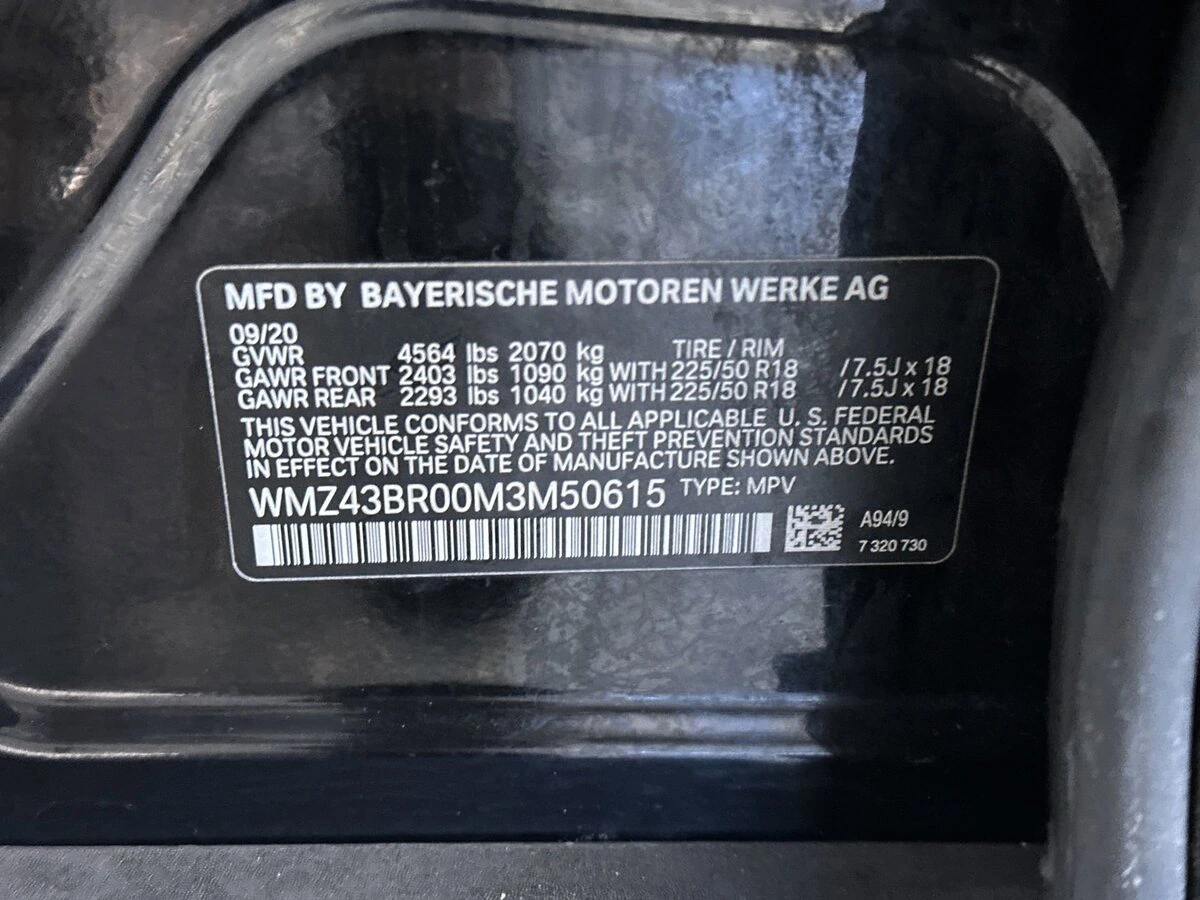 MFD BY BAYERISCHE MOTOREN WERKE AG
09/20
GVWR 4564 lbs 2070 kg TIRE / RIM
GAWR FRONT 2403 lbs 1090 kg WITH 225/50 R18 /7.5J x 18
GAWR REAR 2293 lbs 1040 kg WITH 225/50 R18 /7.5J x 18
THIS VEHICLE CONFORMS TO ALL APPLICABLE U. S. FEDERAL
MOTOR VEHICLE SAFETY AND THEFT PREVENTION STANDARDS
IN EFFECT ON THE DATE OF MANUFACTURE SHOWN ABOVE.
WMZ43BR00M3M50615 TYPE: MPV
A94/9
7 320 730